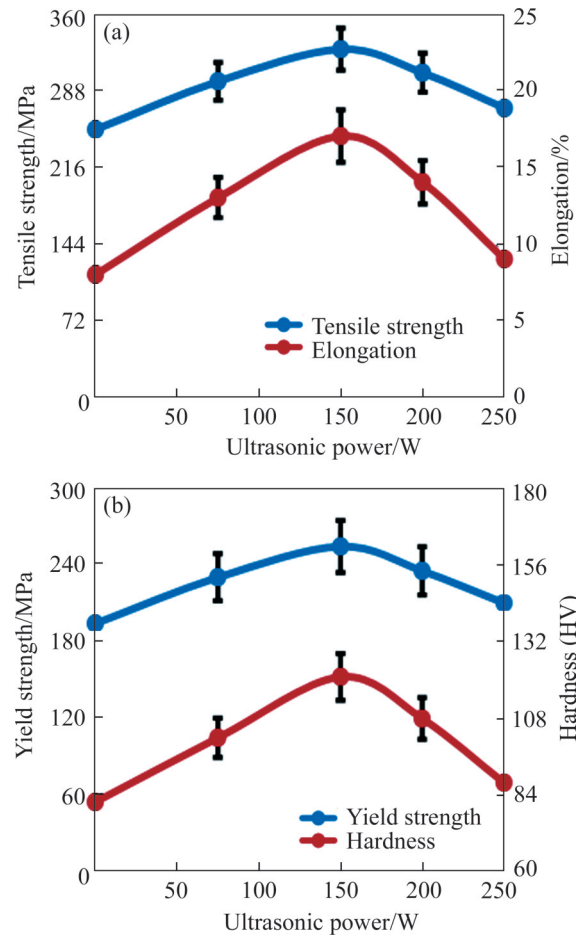 (a)
360
288
216
144
72
0
Tensile strength/MPa
25
20
15
10
5
0
Elongation/%
Tensile strength
Elongation
50
100
150
200
250
Ultrasonic power/W
(b)
300
240
180
120
60
0
Yield strength/MPa
180
156
132
108
84
60
Hardness (HV)
Yield strength
Hardness
50
100
150
200
250
Ultrasonic power/W